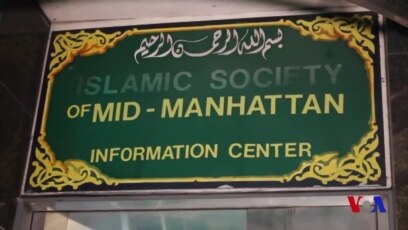 بسم الله الرحمن الرحيم
ISLAMIC SOCIETY
OF MID - MANHATTAN
INFORMATION CENTER
VOA